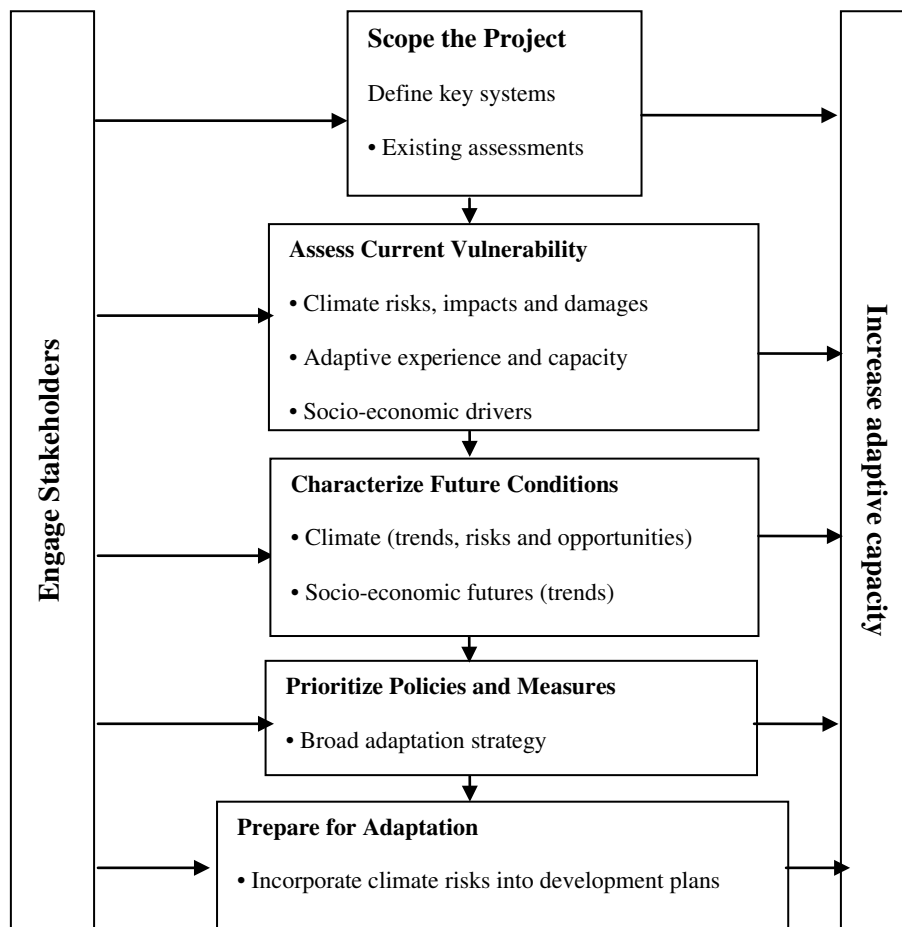 Engage Stakeholders
Scope the Project
Define key systems
• Existing assessments
Assess Current Vulnerability
• Climate risks, impacts and damages
• Adaptive experience and capacity
• Socio-economic drivers
Characterize Future Conditions
• Climate (trends, risks and opportunities)
• Socio-economic futures (trends)
Prioritize Policies and Measures
• Broad adaptation strategy
Prepare for Adaptation
• Incorporate climate risks into development plans
Increase adaptive capacity